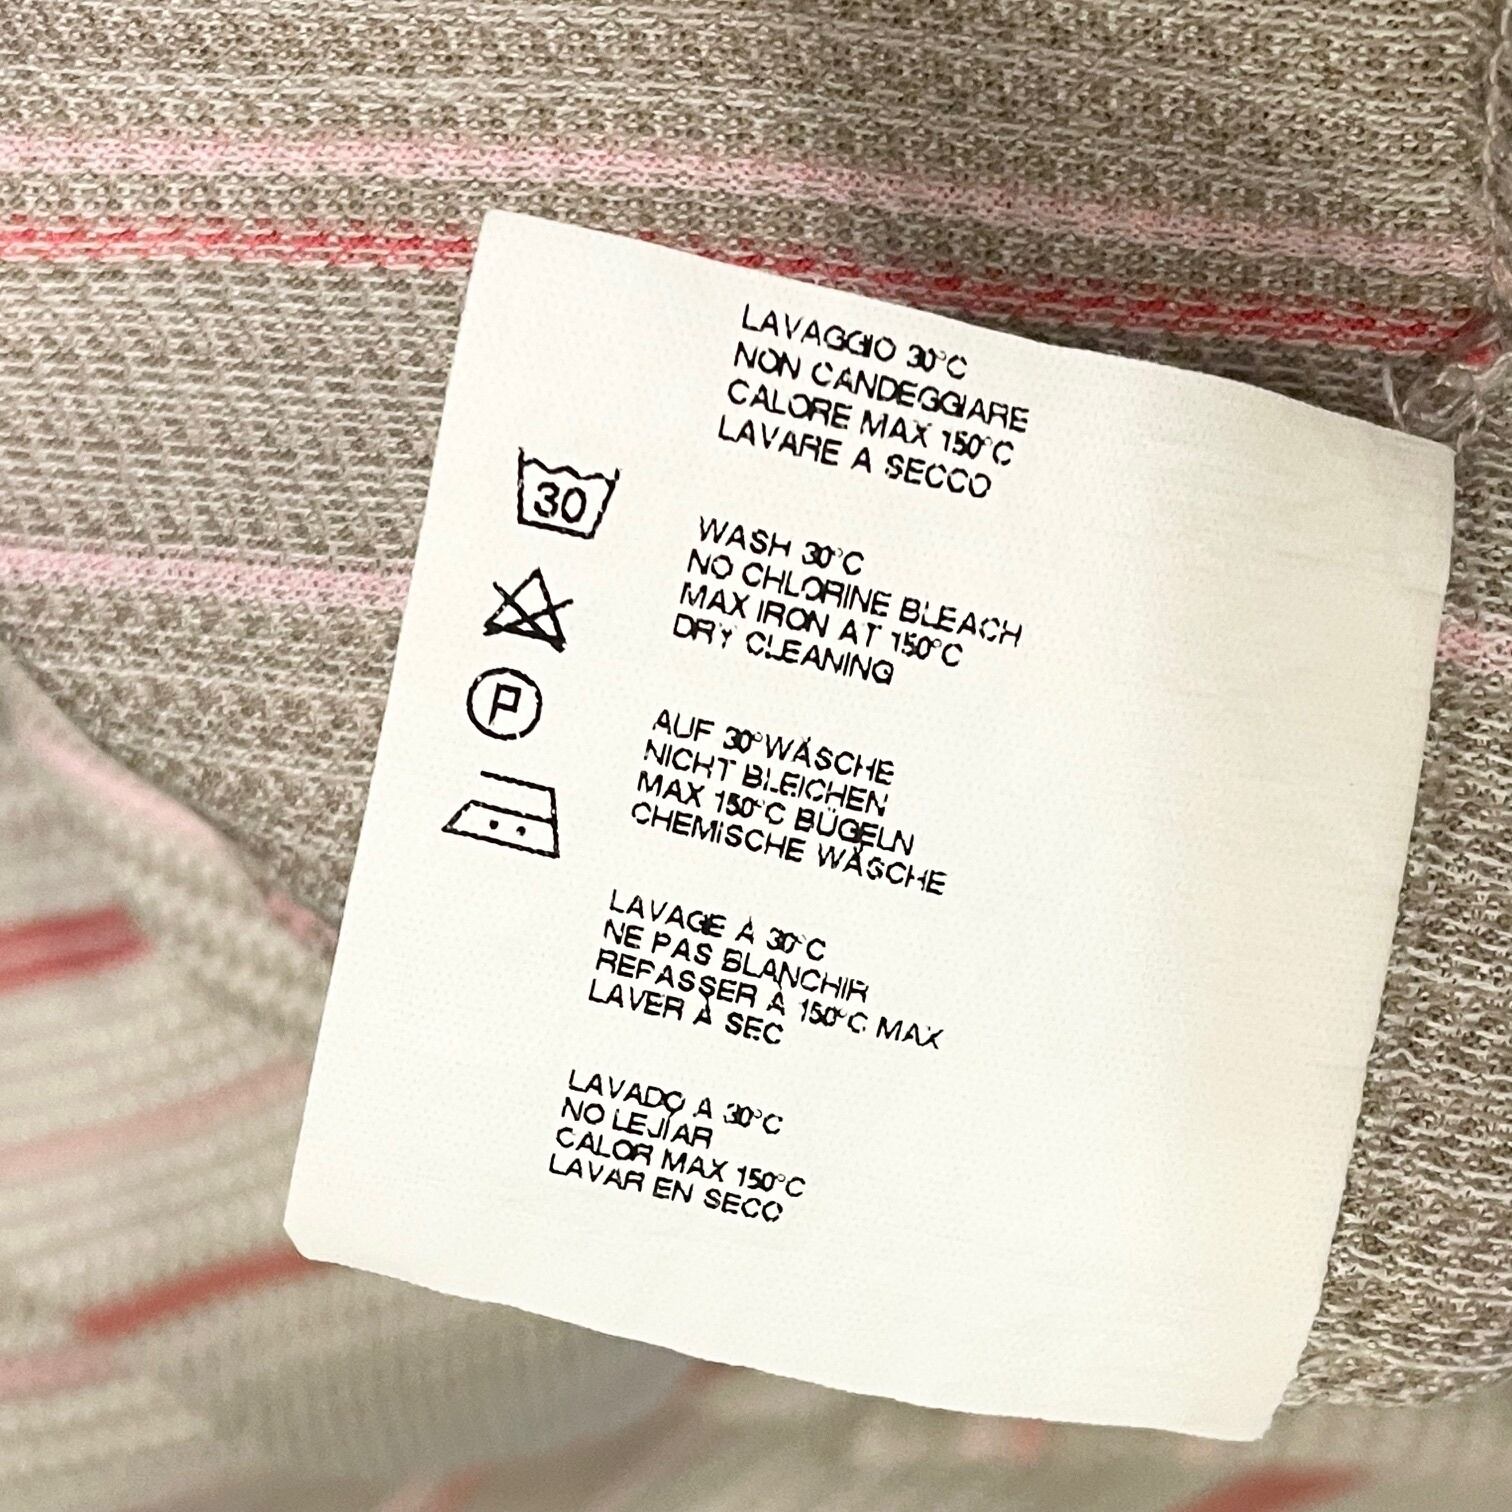 LAVAGGIO 30°C
NON CANDEGGIARE
CALORE MAX 150°C
LAVARE A SECCO
30
P
WASH 30°C
NO CHLORINE BLEACH
MAX IRON AT 150°C
DRY CLEANING
AUF 30°WÄSCHE
NICHT BLEICHEN
MAX 150°C BÜGELN
CHEMISCHE WÄSCHE
LAVAGE À 30°C
NE PAS BLANCHIR
REPASSER À 150°C MAX
LAVER À SEC
LAVADO A 30°C
NO LEJÍAR
CALOR MAX 150°C
LAVAR EN SECO